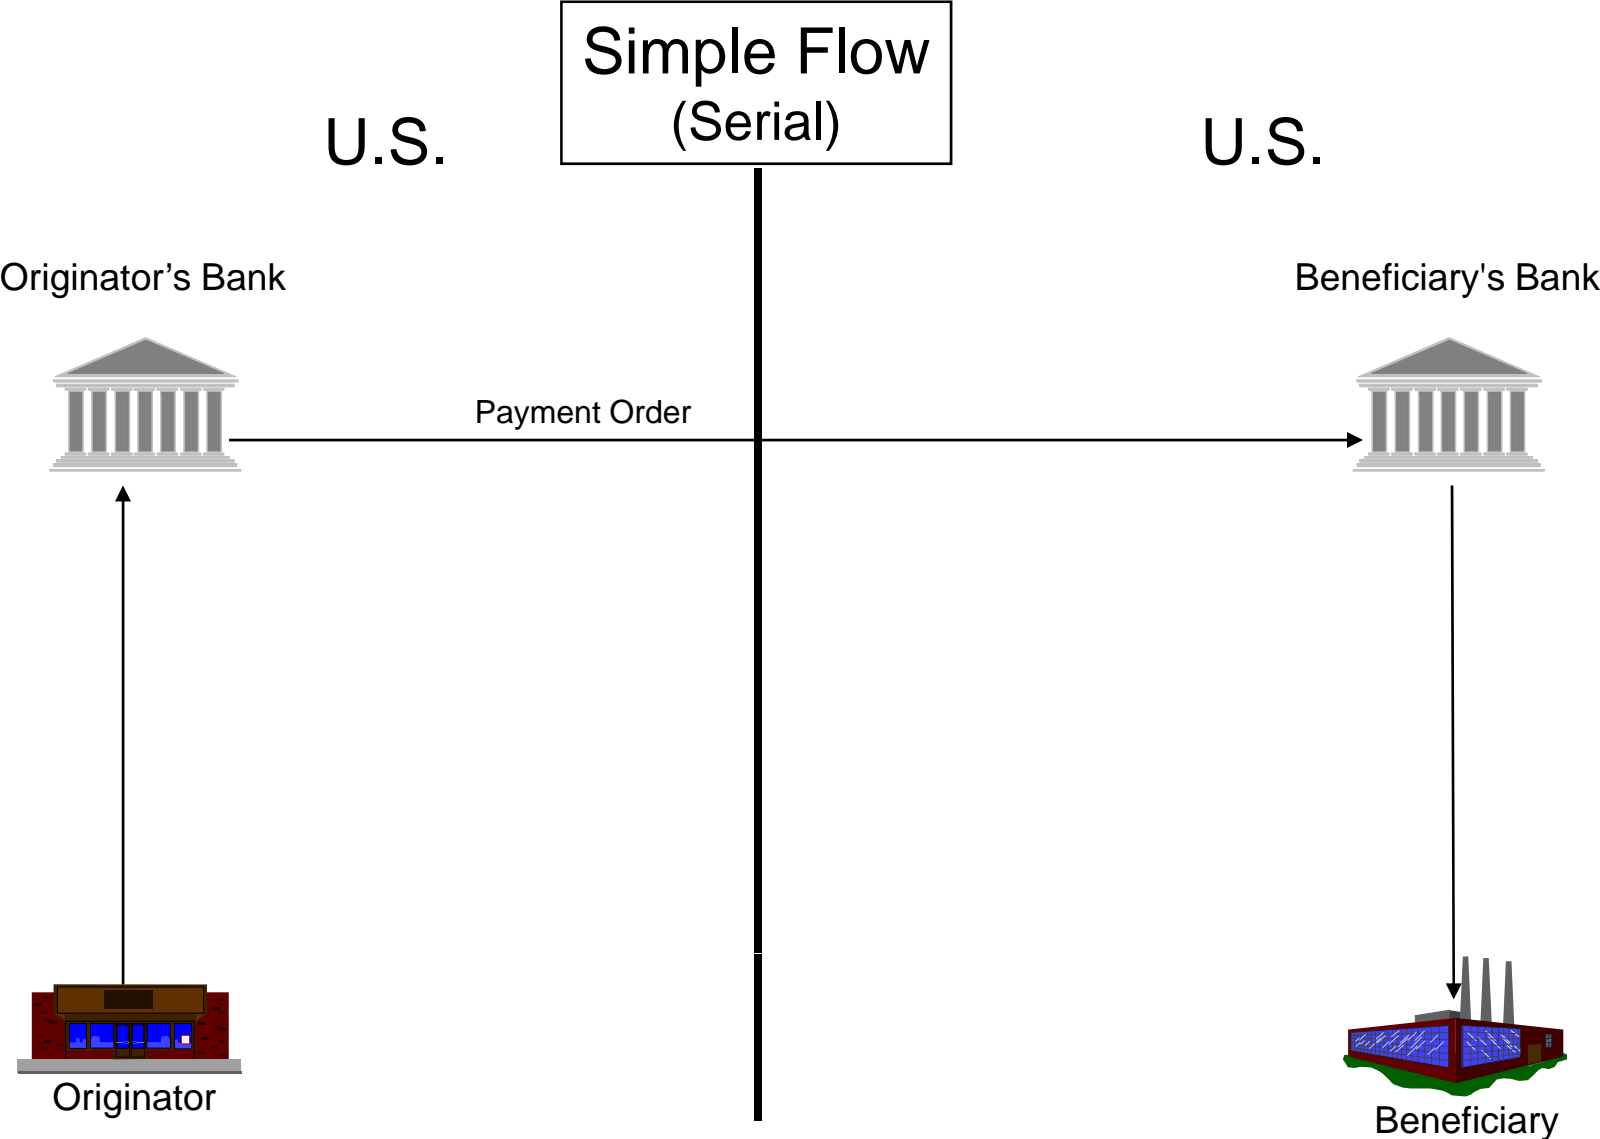 Simple Flow
(Serial)
U.S.
U.S.
Originator’s Bank
Beneficiary's Bank
Payment Order
Originator
Beneficiary